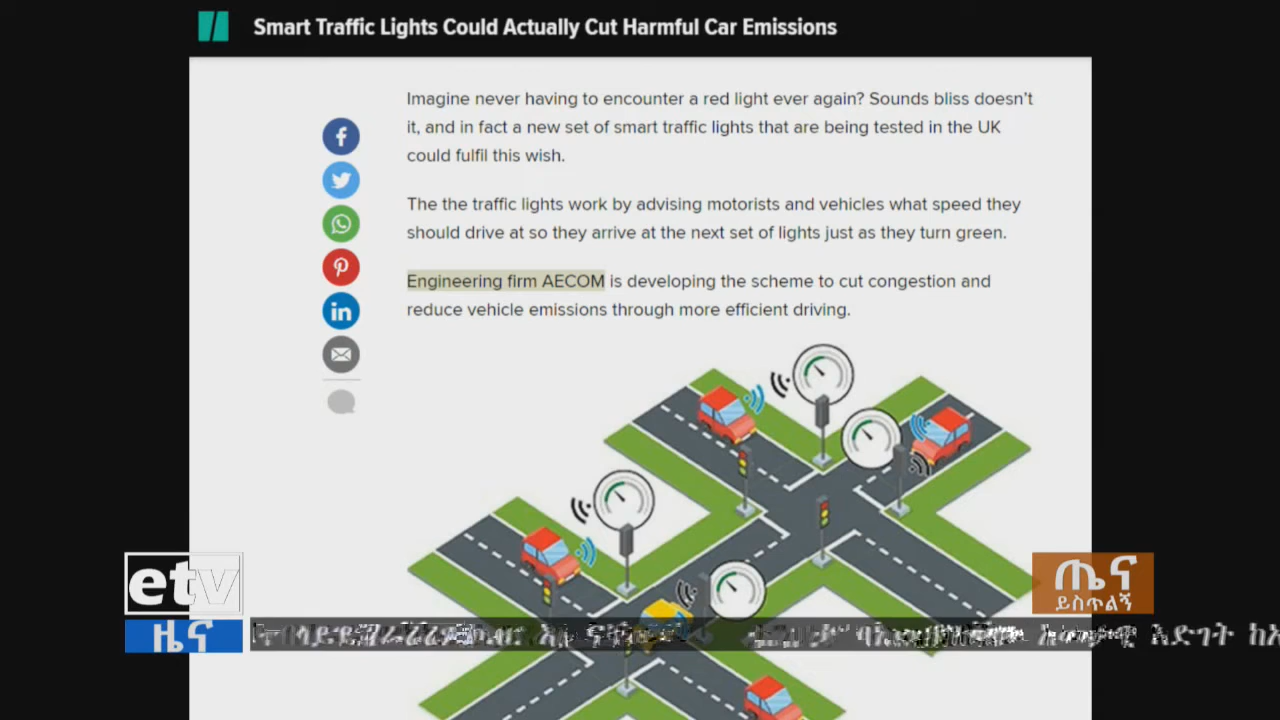 Smart Traffic Lights Could Actually Cut Harmful Car Emissions
Imagine never having to encounter a red light ever again? Sounds bliss doesn't
it, and in fact a new set of smart traffic lights that are being tested in the UK
could fulfil this wish.
The the traffic lights work by advising motorists and vehicles what speed they
should drive at so they arrive at the next set of lights just as they turn green.
Engineering firm AECOM is developing the scheme to cut congestion and
reduce vehicle emissions through more efficient driving.
etv
ዜና
ጤና
ይስጥልኝ
እድገት